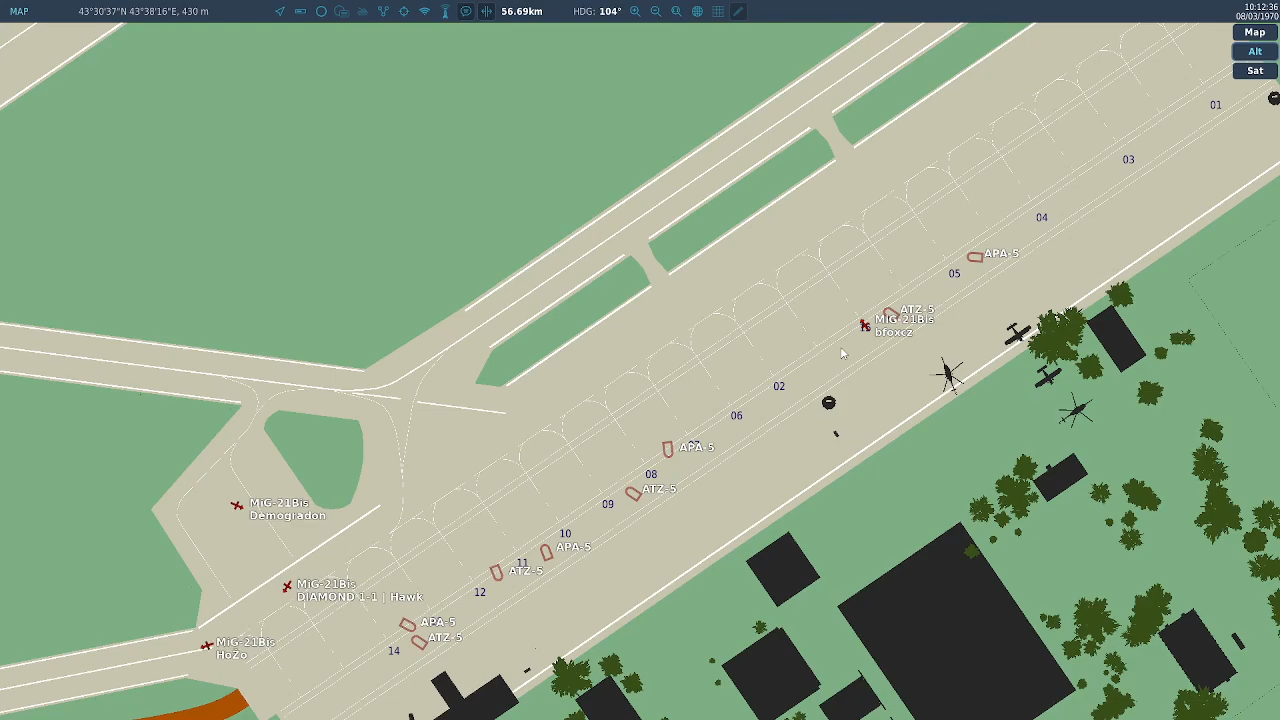 MAP 43°30'37"N 43°38'16"E, 430 m 56.69km HDG: 104° 10:12:36
08/03/1970
Map
Alt
Sat
01
03
04
APA-5
05
ATZ-5
MiG-21Bis
bfoxcz
02
06
APA-5
08
ATZ-5
09
MiG-21Bis
Demogradon
10
APA-5
11
ATZ-5
12
MiG-21Bis
DIAMOND 1-1 | Hawk
APA-5
ATZ-5
14
MiG-21Bis
HoZo